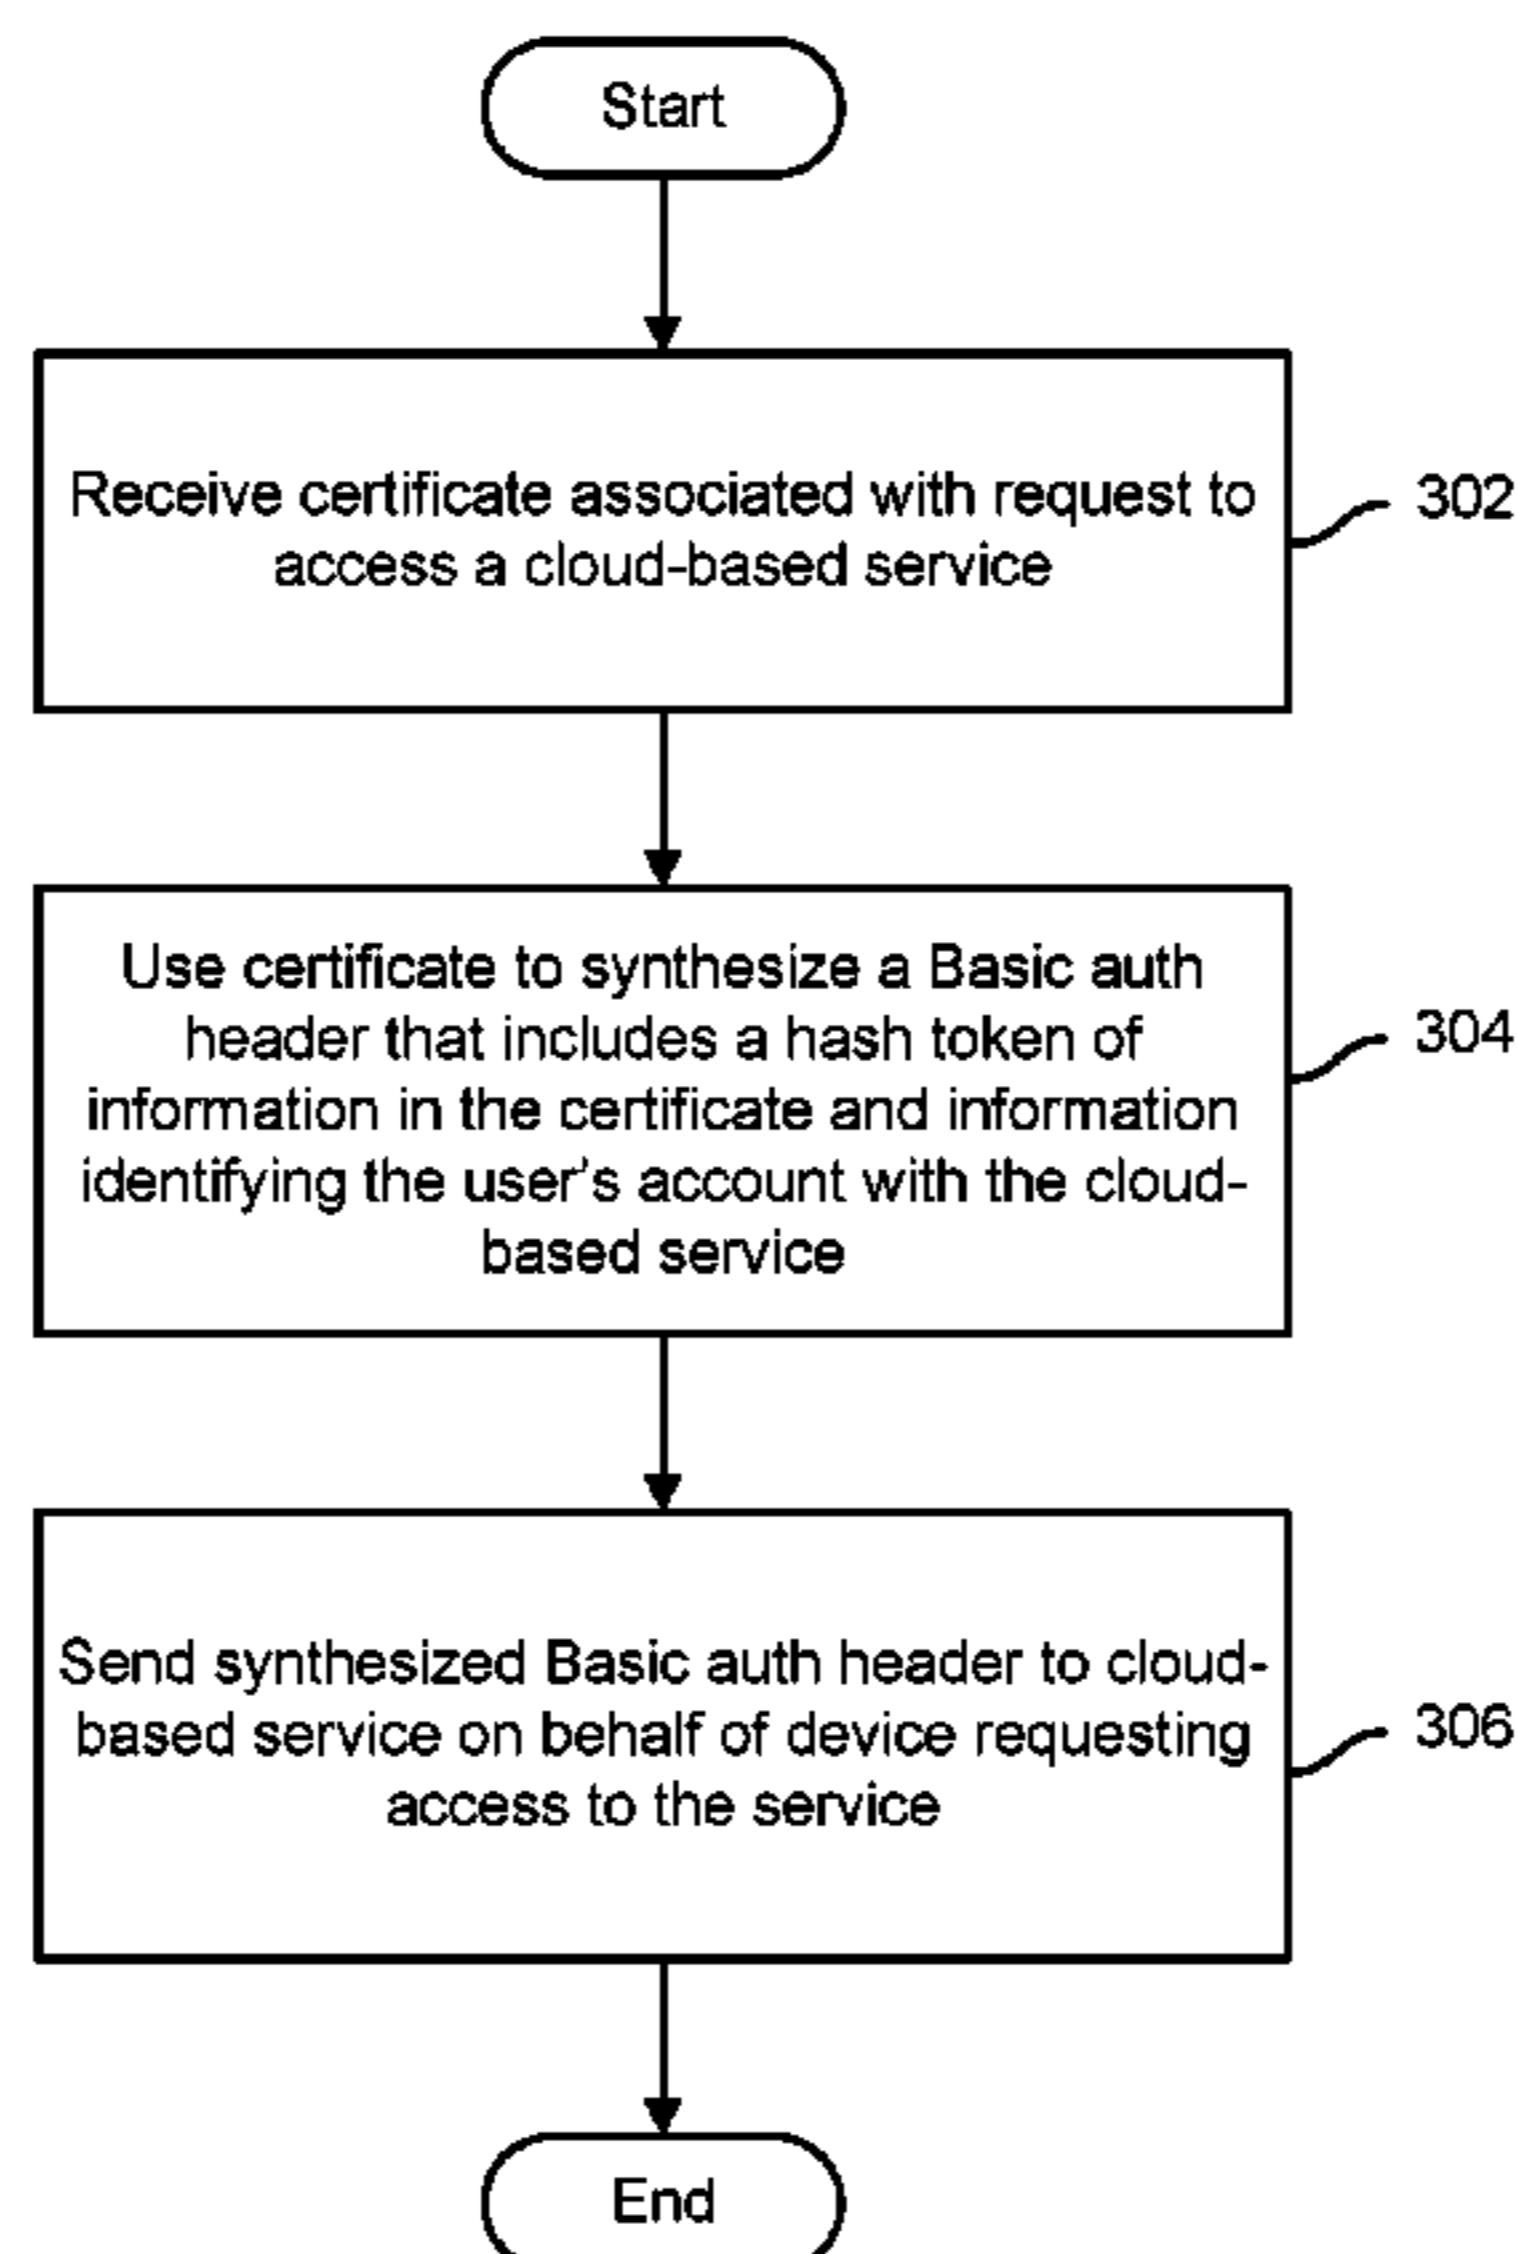 Start
Receive certificate associated with request to
access a cloud-based service
302
Use certificate to synthesize a Basic auth
header that includes a hash token of
information in the certificate and information
identifying the user's account with the cloud-
based service
304
Send synthesized Basic auth header to cloud-
based service on behalf of device requesting
access to the service
306
End